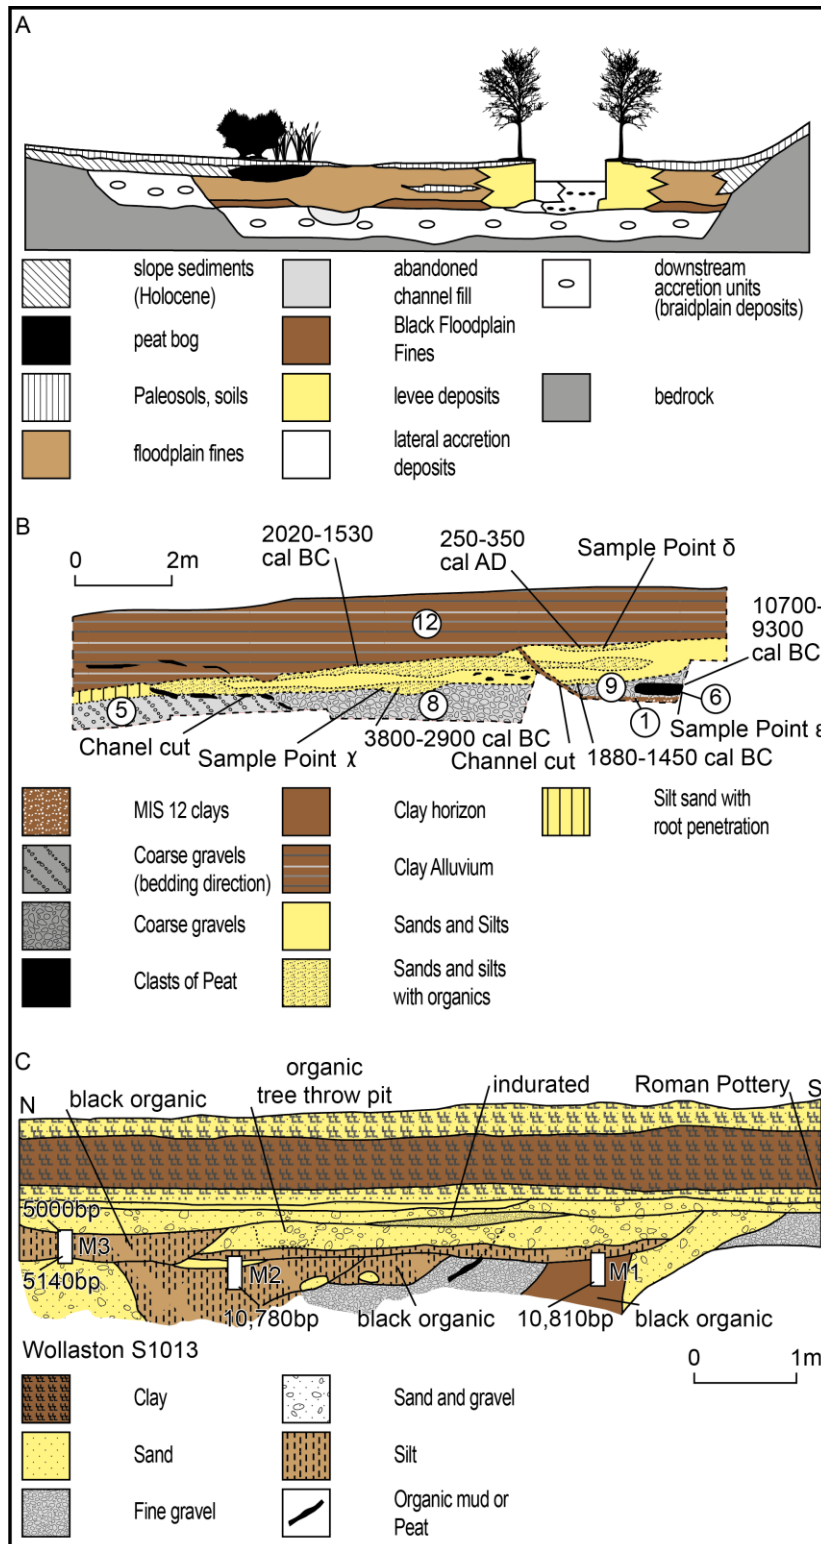 A
slope sediments
(Holocene)
abandoned
channel fill
downstream
accretion units
(braidplain deposits)
peat bog
Black Floodplain
Fines
Paleosols, soils
levee deposits
bedrock
floodplain fines
lateral accretion
deposits
B
0 2m
2020-1530
cal BC
250-350
cal AD
Sample Point δ
10700-
9300
cal BC
12
5
8
9
1
6
Channel cut
Sample Point χ
3800-2900 cal BC
Channel cut
1880-1450 cal BC
Sample Point ε
MIS 12 clays
Clay horizon
Silt sand with
root penetration
Coarse gravels
(bedding direction)
Clay Alluvium
Coarse gravels
Sands and Silts
Clasts of Peat
Sands and silts
with organics
C
N
black organic
organic
tree throw pit
indurated
Roman Pottery
S
5000bp
M3
5140bp
M2
10,780bp
black organic
M1
10,810bp
black organic
Wollaston S1013
0 1m
Clay
Sand and gravel
Sand
Silt
Fine gravel
Organic mud or
Peat